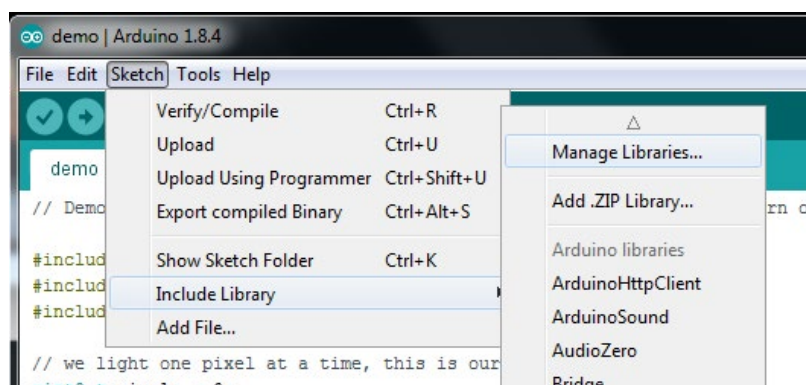 demo | Arduino 1.8.4
File Edit Sketch Tools Help
Verify/Compile Ctrl+R
Upload Ctrl+U
Upload Using Programmer Ctrl+Shift+U
Export compiled Binary Ctrl+Alt+S
Show Sketch Folder Ctrl+K
Include Library
Add File...
Manage Libraries...
Add .ZIP Library...
Arduino libraries
ArduinoHttpClient
ArduinoSound
AudioZero
Bridge
demo
// Demo
#includ
#includ
#includ
// we light one pixel at a time, this is our